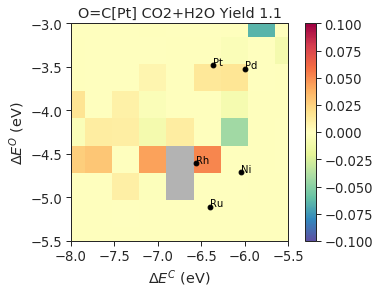 O=C[Pt] CO2+H2O Yield 1.1
−3.0
−3.5
−4.0
−4.5
−5.0
−5.5
ΔE^O (eV)
Pt
Pd
Rh
Ni
Ru
−8.0 −7.5 −7.0 −6.5 −6.0 −5.5
ΔE^C (eV)
0.100
0.075
0.050
0.025
0.000
−0.025
−0.050
−0.075
−0.100